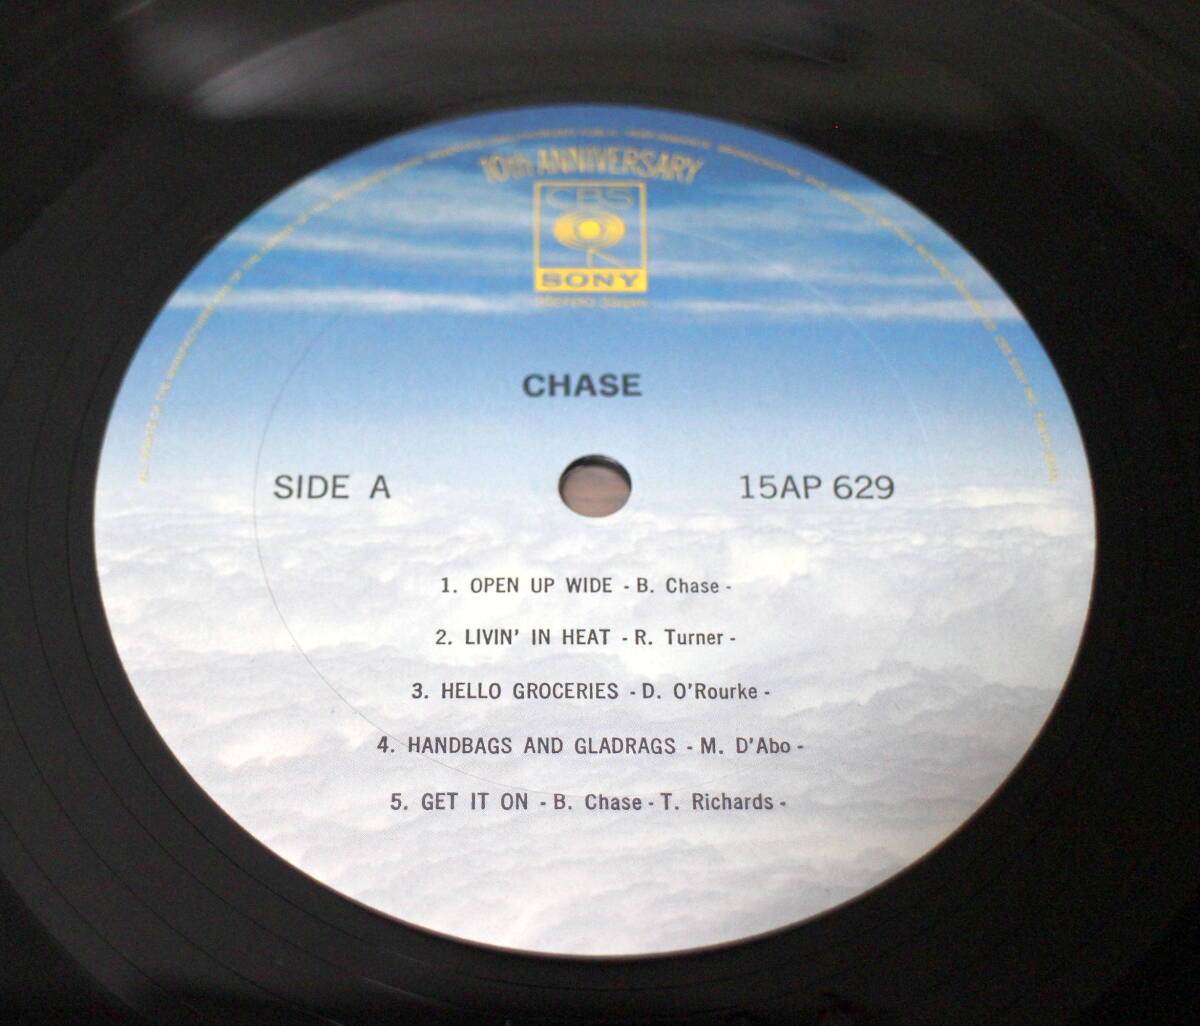 10th ANNIVERSARY
CBS
SONY
CHASE
SIDE A
15AP 629
1. OPEN UP WIDE - B. Chase -
2. LIVIN' IN HEAT - R. Turner -
3. HELLO GROCERIES - D. O'Rourke -
4. HANDBAGS AND GLADRAGS - M. D'Abo -
5. GET IT ON - B. Chase - T. Richards -